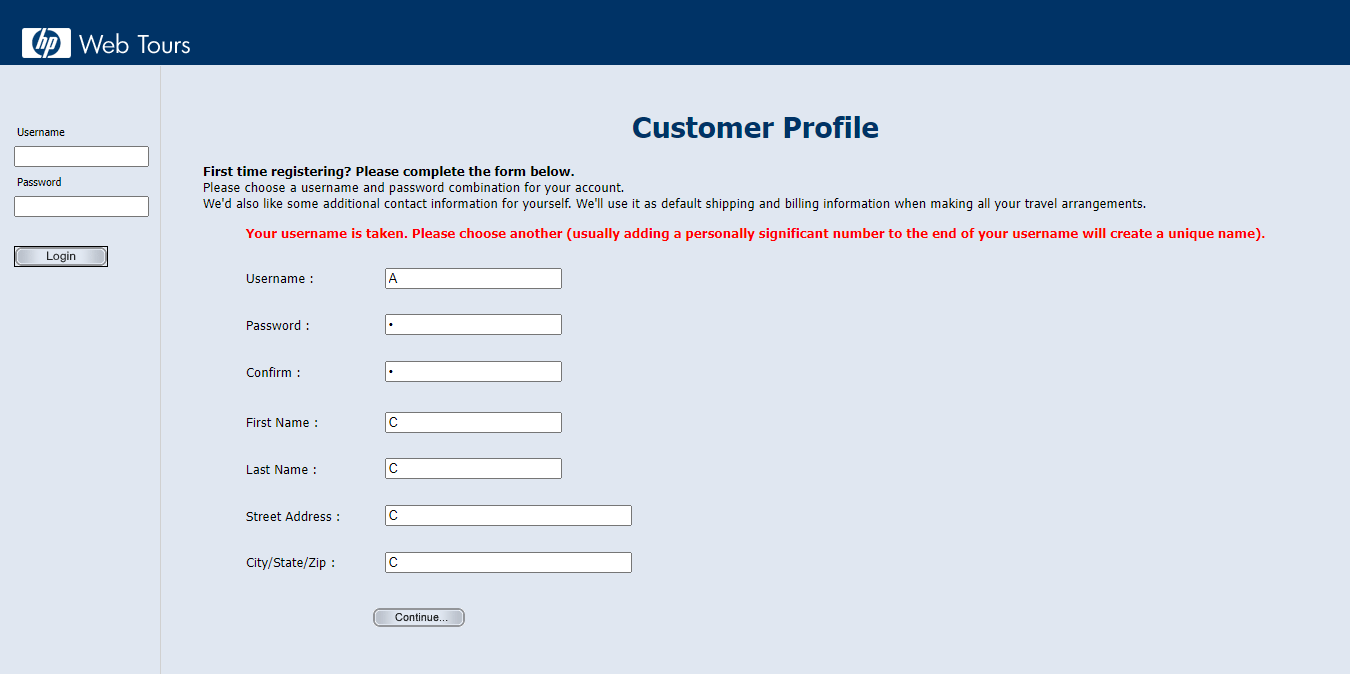 hp Web Tours
Username
Password
Login
Customer Profile
First time registering? Please complete the form below.
Please choose a username and password combination for your account.
We'd also like some additional contact information for yourself. We'll use it as default shipping and billing information when making all your travel arrangements.
Your username is taken. Please choose another (usually adding a personally significant number to the end of your username will create a unique name).
Username : A
Password : •
Confirm : •
First Name : C
Last Name : C
Street Address : C
City/State/Zip : C
Continue...